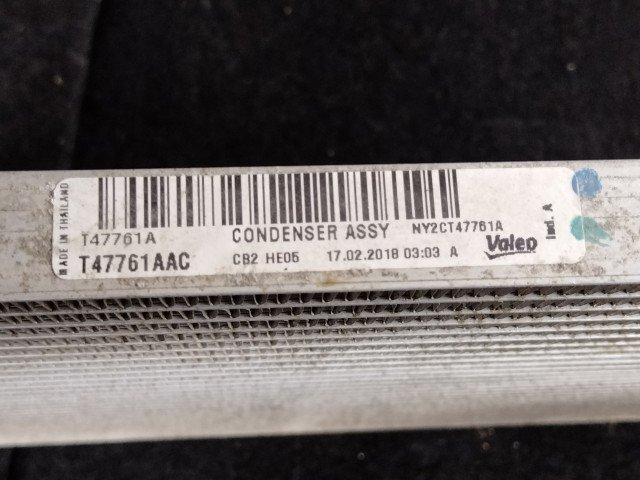 MADE IN THAILAND
T47761A
CONDENSER ASSY
NY2CT47761A
T47761AAC
CB2 HE05
17.02.2018 03:03 A
Valeo
Ind. A